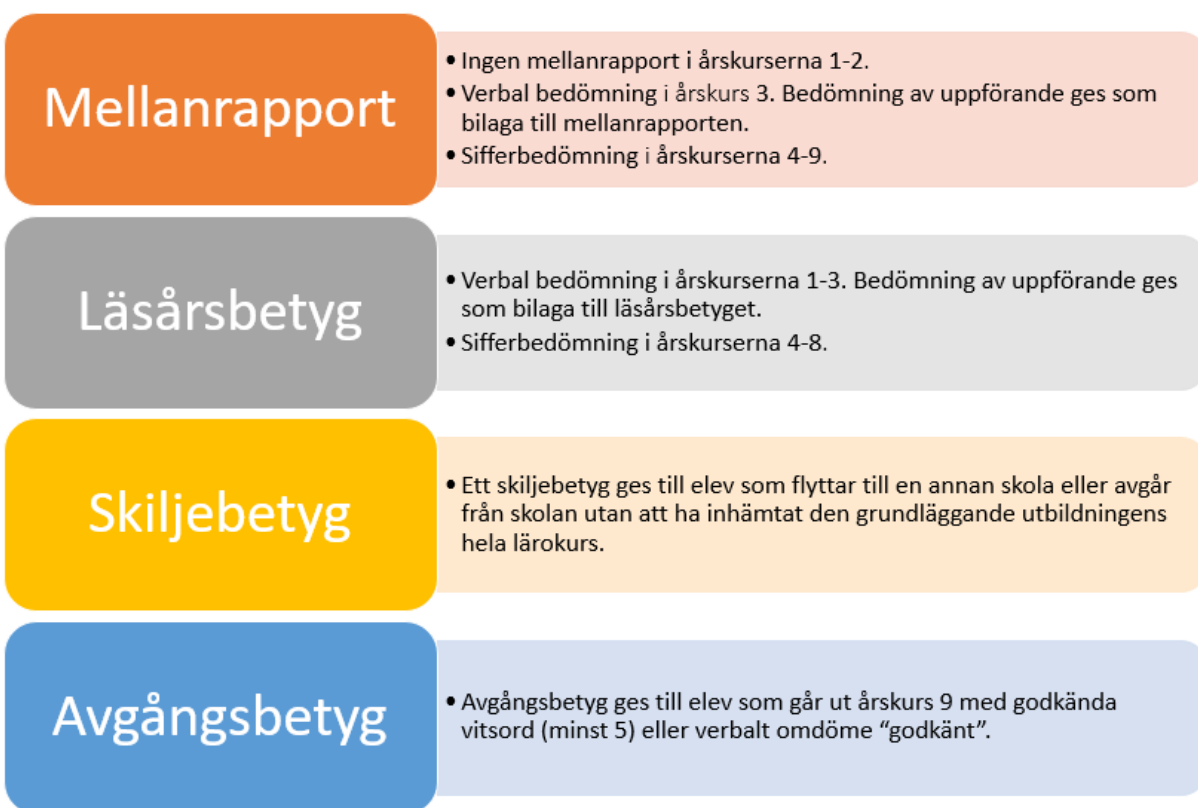 Mellanrapport
• Ingen mellanrapport i årskurserna 1-2.
• Verbal bedömning i årskurs 3. Bedömning av uppförande ges som
bilaga till mellanrapporten.
• Sifferbedömning i årskurserna 4-9.
Läsårsbetyg
• Verbal bedömning i årskurserna 1-3. Bedömning av uppförande ges
som bilaga till läsårsbetyget.
• Sifferbedömning i årskurserna 4-8.
Skiljebetyg
• Ett skiljebetyg ges till elev som flyttar till en annan skola eller avgår
från skolan utan att ha inhämtat den grundläggande utbildningens
hela lärokurs.
Avgångsbetyg
• Avgångsbetyg ges till elev som går ut årskurs 9 med godkända
vitsord (minst 5) eller verbalt omdöme “godkänt”.